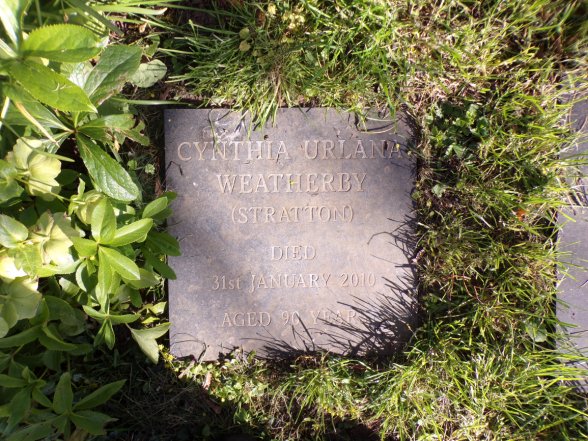 CYNTHIA URLANA
WEATHERBY
(STRATTON)
DIED
31st JANUARY 2010
AGED 90 YEARS